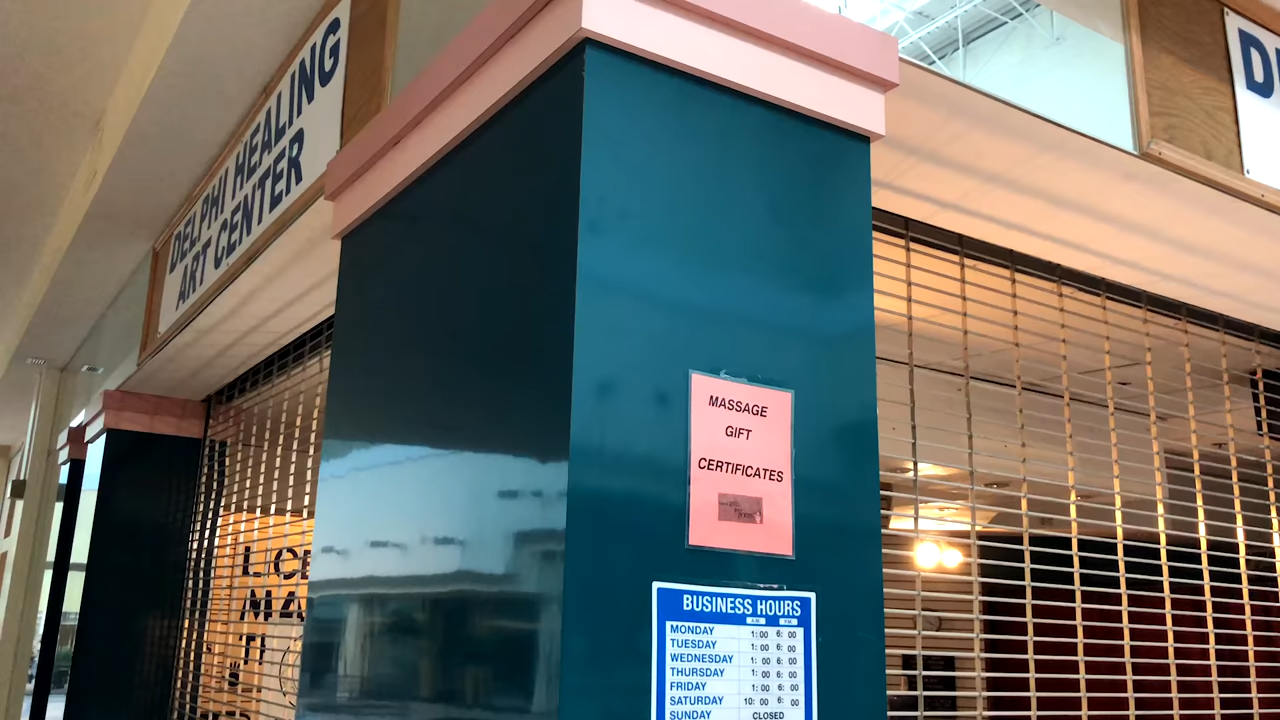 DELPHI HEALING
ART CENTER
MASSAGE
GIFT
CERTIFICATES
BUSINESS HOURS
A.M. P.M.
MONDAY 1:00 6:00
TUESDAY 1:00 6:00
WEDNESDAY 1:00 6:00
THURSDAY 1:00 6:00
FRIDAY 1:00 6:00
SATURDAY 10:00 6:00
SUNDAY CLOSED